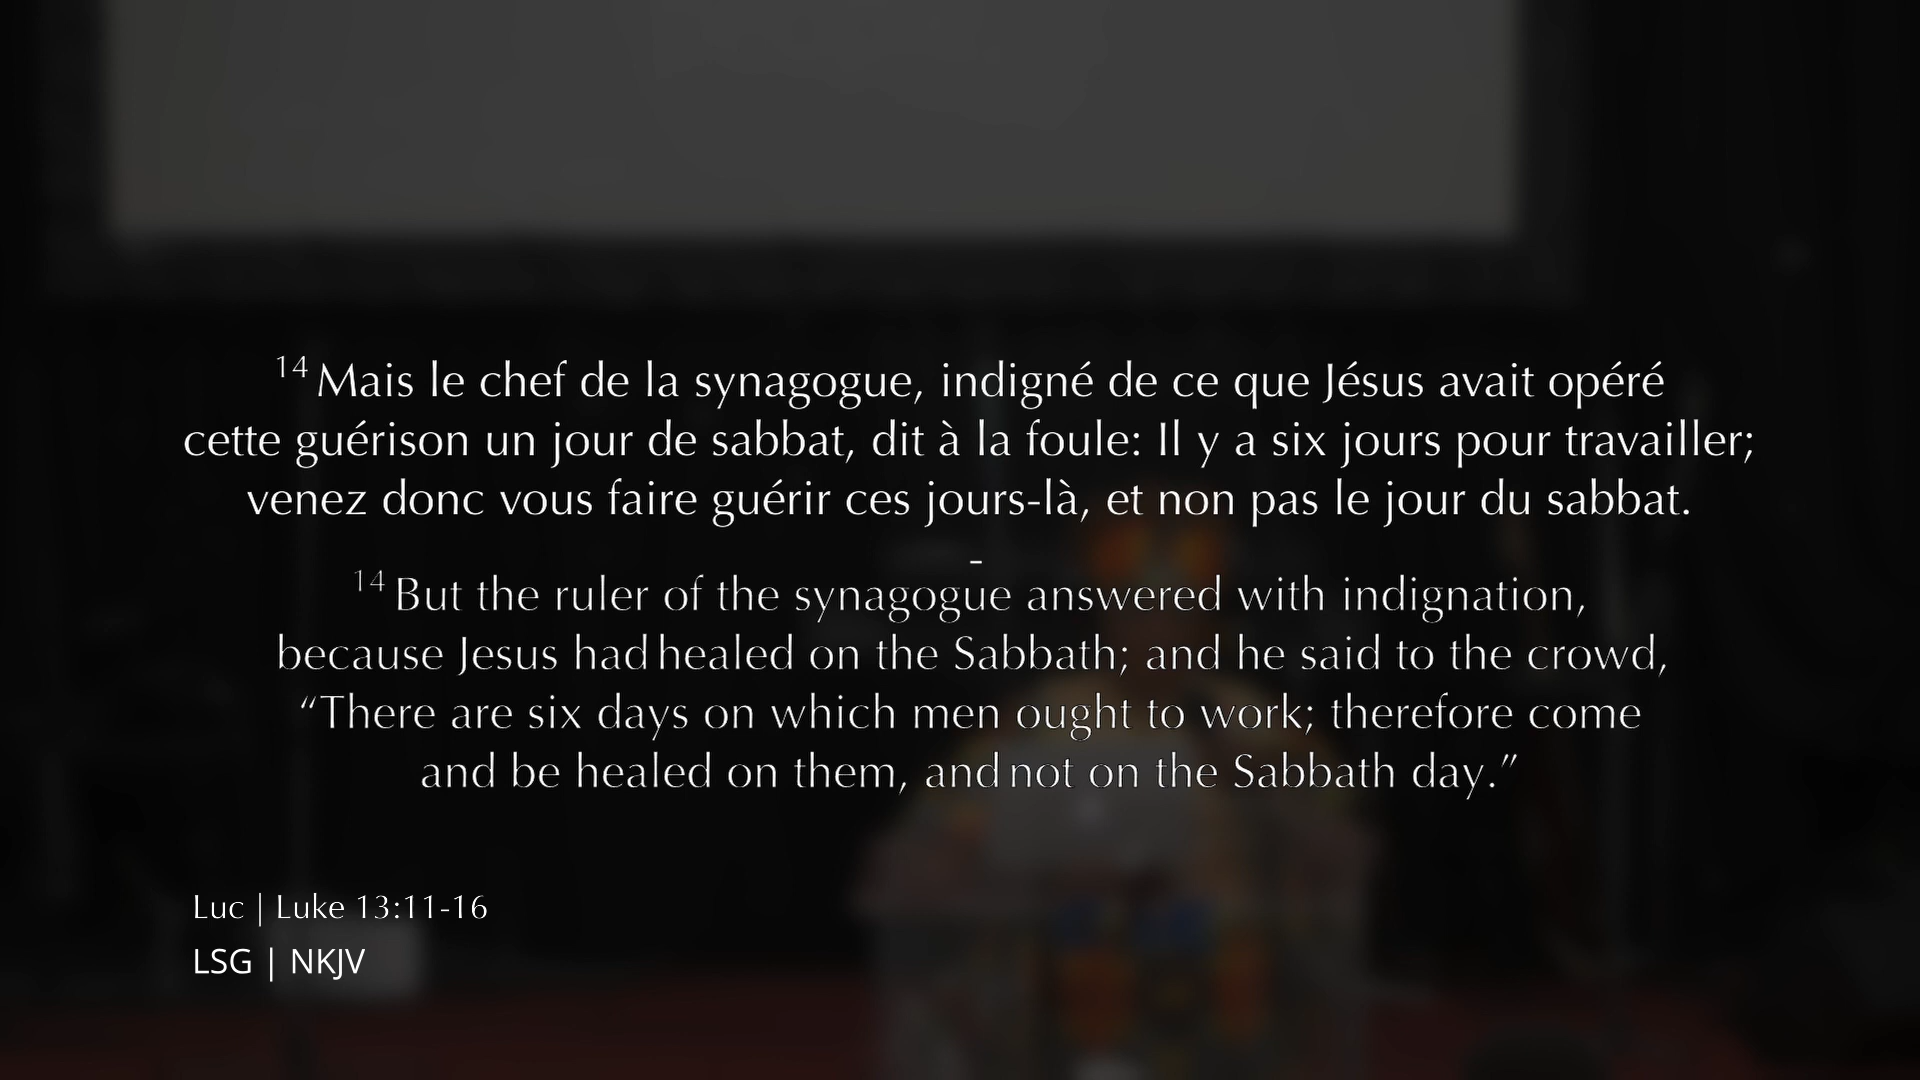 14 Mais le chef de la synagogue, indigné de ce que Jésus avait opéré
cette guérison un jour de sabbat, dit à la foule: Il y a six jours pour travailler;
venez donc vous faire guérir ces jours-là, et non pas le jour du sabbat.
-
14 But the ruler of the synagogue answered with indignation,
because Jesus had healed on the Sabbath; and he said to the crowd,
“There are six days on which men ought to work; therefore come
and be healed on them, and not on the Sabbath day.”
Luc | Luke 13:11-16
LSG | NKJV